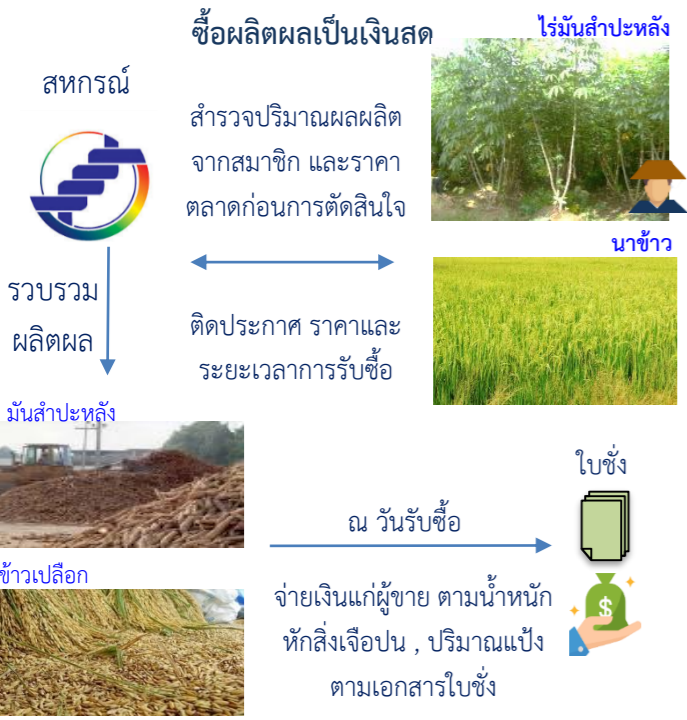 ซื้อผลิตผลเป็นเงินสด
ไร่มันสำปะหลัง
สหกรณ์
สำรวจปริมาณผลผลิต
จากสมาชิก และราคา
ตลาดก่อนการตัดสินใจ
นาข้าว
รวบรวม
ผลิตผล
ติดประกาศ ราคาและ
ระยะเวลาการรับซื้อ
มันสำปะหลัง
ใบชั่ง
ณ วันรับซื้อ
ข้าวเปลือก
$
จ่ายเงินแก่ผู้ขาย ตามน้ำหนัก
หักสิ่งเจือปน , ปริมาณแป้ง
ตามเอกสารใบชั่ง